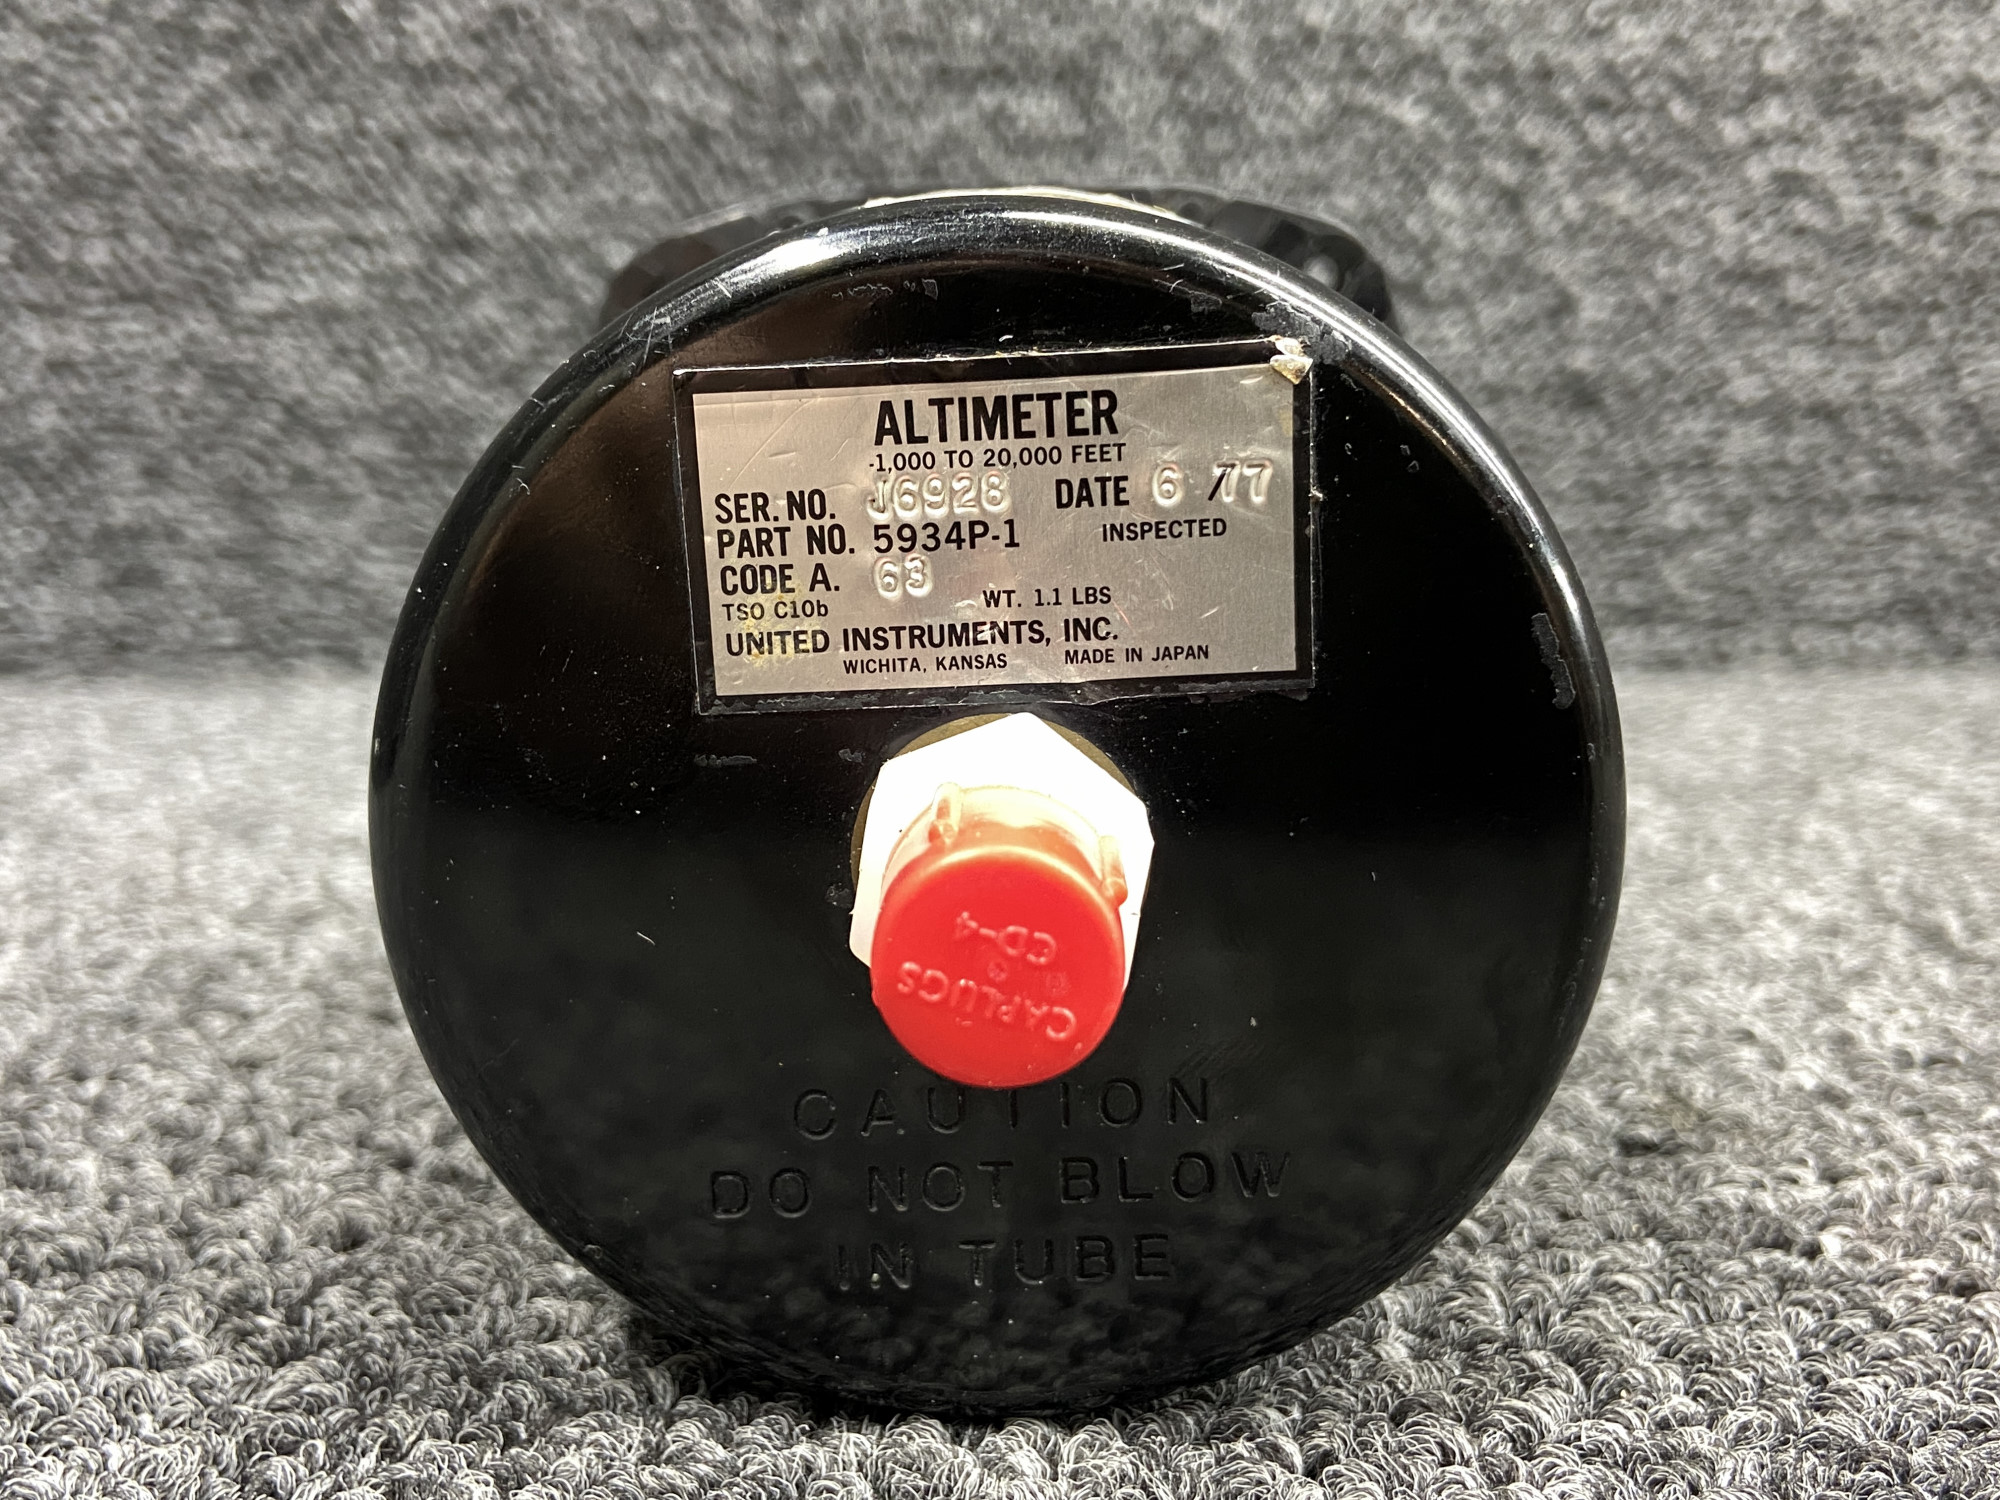 ALTIMETER
-1,000 TO 20,000 FEET
SER. NO. J6928 DATE 6 /77
PART NO. 5934P-1 INSPECTED
CODE A. 63
TSO C10b WT. 1.1 LBS
UNITED INSTRUMENTS, INC.
WICHITA, KANSAS MADE IN JAPAN
CAPLUGS
CD-4
CAUTION
DO NOT BLOW
IN TUBE